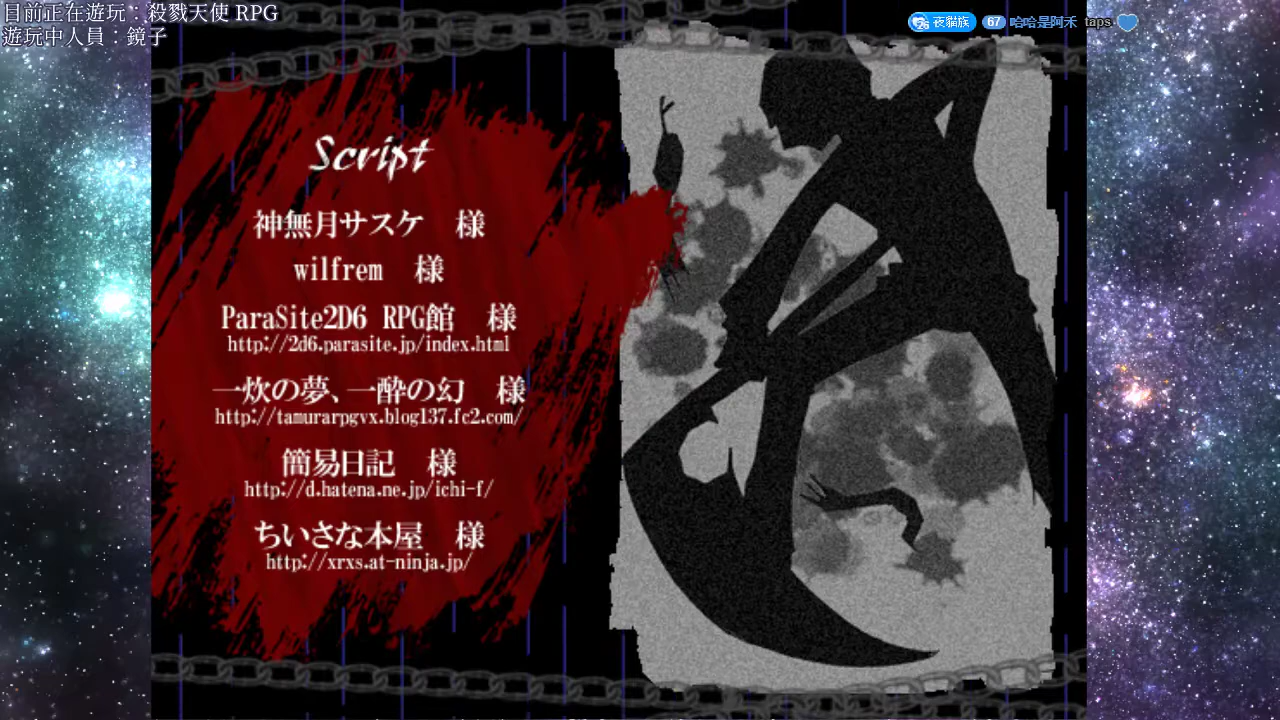 目前正在遊玩：殺戮天使 RPG
遊玩中人員：鏡子
26 夜貓族 67 哈哈是阿禾 taps
Script
神無月サスケ 様
wilfrem 様
ParaSite2D6 RPG館 様
http://2d6.parasite.jp/index.html
一炊の夢、一酔の幻 様
http://tamurarpgvx.blog137.fc2.com/
簡易日記 様
http://d.hatena.ne.jp/ichi-f/
ちいさな本屋 様
http://xrxs.at-ninja.jp/